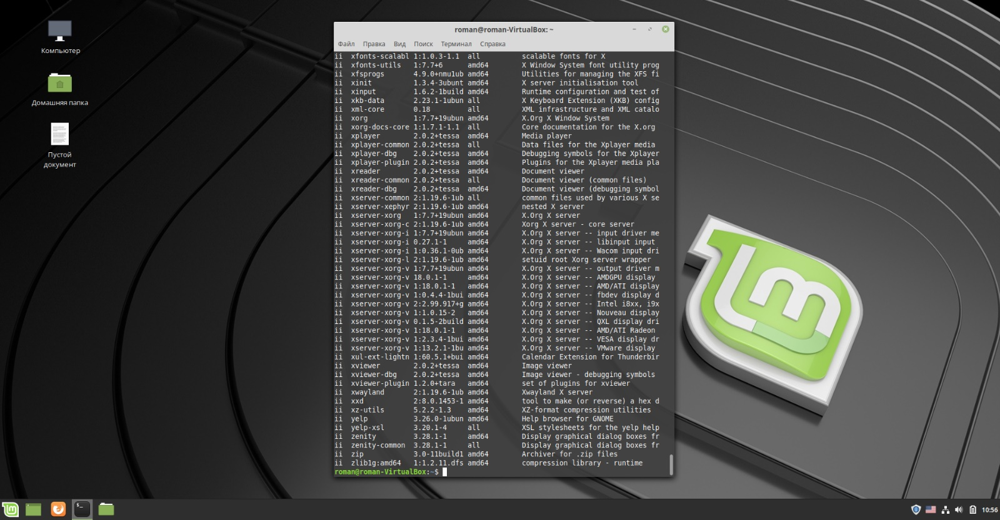 Компьютер
Домашняя папка
Пустой
документ
roman@roman-VirtualBox: ~
Файл Правка Вид Поиск Терминал Справка
ii xfonts-scalabl 1:1.0.3-1.1 all scalable fonts for X
ii xfonts-utils 1:7.7+6 amd64 X Window System font utility prog
ii xfsprogs 4.9.0+nmu1ub amd64 Utilities for managing the XFS fi
ii xinit 1.3.4-3ubunt amd64 X server initialisation tool
ii xinput 1.6.2-1build amd64 Runtime configuration and test of
ii xkb-data 2.23.1-1ubun all X Keyboard Extension (XKB) config
ii xml-core 0.18 all XML infrastructure and XML catalo
ii xorg 1:7.7+19ubun amd64 X.Org X Window System
ii xorg-docs-core 1:1.7.1-1.1 all Core documentation for the X.org
ii xplayer 2.0.2+tessa amd64 Media player
ii xplayer-common 2.0.2+tessa all Data files for the Xplayer media
ii xplayer-dbg 2.0.2+tessa amd64 Debugging symbols for the Xplayer
ii xplayer-plugin 2.0.2+tessa amd64 Plugins for the Xplayer media pla
ii xreader 2.0.2+tessa amd64 Document viewer
ii xreader-common 2.0.2+tessa all Document viewer (common files)
ii xreader-dbg 2.0.2+tessa amd64 Document viewer (debugging symbol
ii xserver-common 2:1.19.6-1ub all common files used by various X se
ii xserver-xephyr 2:1.19.6-1ub amd64 nested X server
ii xserver-xorg 1:7.7+19ubun amd64 X.Org X server
ii xserver-xorg-c 2:1.19.6-1ub amd64 Xorg X server - core server
ii xserver-xorg-i 1:7.7+19ubun amd64 X.Org X server -- input driver me
ii xserver-xorg-i 0.27.1-1 amd64 X.Org X server -- libinput input
ii xserver-xorg-i 1:0.36.1-0ub amd64 X.Org X server -- Wacom input dri
ii xserver-xorg-l 2:1.19.6-1ub amd64 setuid root Xorg server wrapper
ii xserver-xorg-v 1:7.7+19ubun amd64 X.Org X server -- output driver m
ii xserver-xorg-v 18.0.1-1 amd64 X.Org X server -- AMDGPU display
ii xserver-xorg-v 1:18.0.1-1 amd64 X.Org X server -- AMD/ATI display
ii xserver-xorg-v 1:0.4.4-1bui amd64 X.Org X server -- fbdev display d
ii xserver-xorg-v 2:2.99.917+g amd64 X.Org X server -- Intel i8xx, i9x
ii xserver-xorg-v 1:1.0.15-2 amd64 X.Org X server -- Nouveau display
ii xserver-xorg-v 0.1.5-2build amd64 X.Org X server -- QXL display dri
ii xserver-xorg-v 1:18.0.1-1 amd64 X.Org X server -- AMD/ATI Radeon
ii xserver-xorg-v 1:2.3.4-1bui amd64 X.Org X server -- VESA display dr
ii xserver-xorg-v 1:13.2.1-1bu amd64 X.Org X server -- VMware display
ii xul-ext-lightn 1:60.5.1+bui amd64 Calendar Extension for Thunderbir
ii xviewer 2.0.2+tessa amd64 Image viewer
ii xviewer-dbg 2.0.2+tessa amd64 Image viewer - debugging symbols
ii xviewer-plugin 1.2.0+tara amd64 set of plugins for xviewer
ii xwayland 2:1.19.6-1ub amd64 Xwayland X server
ii xxd 2:8.0.1453-1 amd64 tool to make (or reverse) a hex d
ii xz-utils 5.2.2-1.3 amd64 XZ-format compression utilities
ii yelp 3.26.0-1ubun amd64 Help browser for GNOME
ii yelp-xsl 3.20.1-4 all XSL stylesheets for the yelp help
ii zenity 3.28.1-1 amd64 Display graphical dialog boxes fr
ii zenity-common 3.28.1-1 all Display graphical dialog boxes fr
ii zip 3.0-11build1 amd64 Archiver for .zip files
ii zlib1g:amd64 1:1.2.11.dfs amd64 compression library - runtime
roman@roman-VirtualBox:~$
10:56